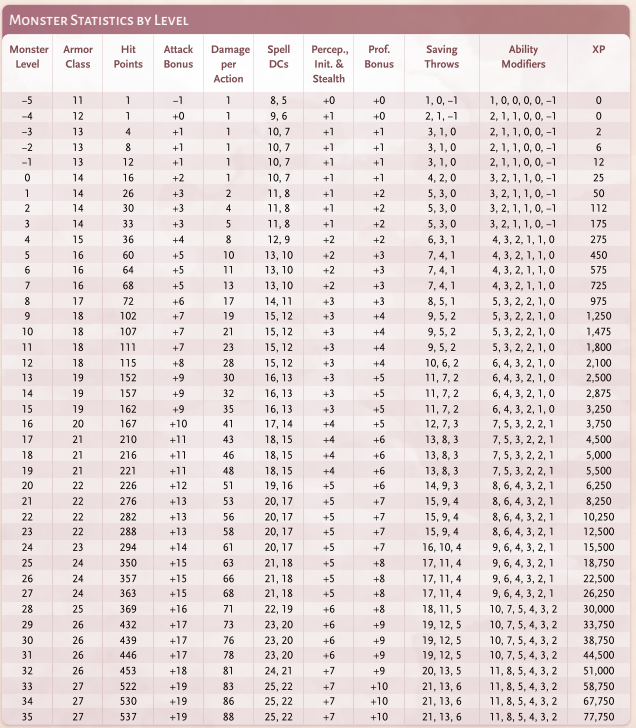 MONSTER STATISTICS BY LEVEL
Monster Level Armor Class Hit Points Attack Bonus Damage per Action Spell DCs Percep., Init. & Stealth Prof. Bonus Saving Throws Ability Modifiers XP
–5 11 1 –1 1 8, 5 +0 +0 1, 0, –1 1, 0, 0, 0, 0, –1 0
–4 12 1 +0 1 9, 6 +1 +0 2, 1, –1 2, 1, 1, 0, 0, –1 0
–3 13 4 +1 1 10, 7 +1 +1 3, 1, 0 2, 1, 1, 0, 0, –1 2
–2 13 8 +1 1 10, 7 +1 +1 3, 1, 0 2, 1, 1, 0, 0, –1 6
–1 13 12 +1 1 10, 7 +1 +1 3, 1, 0 2, 1, 1, 0, 0, –1 12
0 14 16 +2 1 10, 7 +1 +1 4, 2, 0 3, 2, 1, 1, 0, –1 25
1 14 26 +3 2 11, 8 +1 +2 5, 3, 0 3, 2, 1, 1, 0, –1 50
2 14 30 +3 4 11, 8 +1 +2 5, 3, 0 3, 2, 1, 1, 0, –1 112
3 14 33 +3 5 11, 8 +1 +2 5, 3, 0 3, 2, 1, 1, 0, –1 175
4 15 36 +4 8 12, 9 +2 +2 6, 3, 1 4, 3, 2, 1, 1, 0 275
5 16 60 +5 10 13, 10 +2 +3 7, 4, 1 4, 3, 2, 1, 1, 0 450
6 16 64 +5 11 13, 10 +2 +3 7, 4, 1 4, 3, 2, 1, 1, 0 575
7 16 68 +5 13 13, 10 +2 +3 7, 4, 1 4, 3, 2, 1, 1, 0 725
8 17 72 +6 17 14, 11 +3 +3 8, 5, 1 5, 3, 2, 2, 1, 0 975
9 18 102 +7 19 15, 12 +3 +4 9, 5, 2 5, 3, 2, 2, 1, 0 1,250
10 18 107 +7 21 15, 12 +3 +4 9, 5, 2 5, 3, 2, 2, 1, 0 1,475
11 18 111 +7 23 15, 12 +3 +4 9, 5, 2 5, 3, 2, 2, 1, 0 1,800
12 18 115 +8 28 15, 12 +3 +4 10, 6, 2 6, 4, 3, 2, 1, 0 2,100
13 19 152 +9 30 16, 13 +3 +5 11, 7, 2 6, 4, 3, 2, 1, 0 2,500
14 19 157 +9 32 16, 13 +3 +5 11, 7, 2 6, 4, 3, 2, 1, 0 2,875
15 19 162 +9 35 16, 13 +3 +5 11, 7, 2 6, 4, 3, 2, 1, 0 3,250
16 20 167 +10 41 17, 14 +4 +5 12, 7, 3 7, 5, 3, 2, 2, 1 3,750
17 21 210 +11 43 18, 15 +4 +6 13, 8, 3 7, 5, 3, 2, 2, 1 4,500
18 21 216 +11 46 18, 15 +4 +6 13, 8, 3 7, 5, 3, 2, 2, 1 5,000
19 21 221 +11 48 18, 15 +4 +6 13, 8, 3 7, 5, 3, 2, 2, 1 5,500
20 22 226 +12 51 19, 16 +5 +6 14, 9, 3 8, 6, 4, 3, 2, 1 6,250
21 22 276 +13 53 20, 17 +5 +7 15, 9, 4 8, 6, 4, 3, 2, 1 8,250
22 22 282 +13 56 20, 17 +5 +7 15, 9, 4 8, 6, 4, 3, 2, 1 10,250
23 22 288 +13 58 20, 17 +5 +7 15, 9, 4 8, 6, 4, 3, 2, 1 12,500
24 23 294 +14 61 20, 17 +5 +7 16, 10, 4 9, 6, 4, 3, 2, 1 15,500
25 24 350 +15 63 21, 18 +5 +8 17, 11, 4 9, 6, 4, 3, 2, 1 18,750
26 24 357 +15 66 21, 18 +5 +8 17, 11, 4 9, 6, 4, 3, 2, 1 22,500
27 24 363 +15 68 21, 18 +5 +8 17, 11, 4 9, 6, 4, 3, 2, 1 26,250
28 25 369 +16 71 22, 19 +6 +8 18, 11, 5 10, 7, 5, 4, 3, 2 30,000
29 26 432 +17 73 23, 20 +6 +9 19, 12, 5 10, 7, 5, 4, 3, 2 33,750
30 26 439 +17 76 23, 20 +6 +9 19, 12, 5 10, 7, 5, 4, 3, 2 38,750
31 26 446 +17 78 23, 20 +6 +9 19, 12, 5 10, 7, 5, 4, 3, 2 44,500
32 26 453 +18 81 24, 21 +7 +9 20, 13, 5 11, 8, 5, 4, 3, 2 51,000
33 27 522 +19 83 25, 22 +7 +10 21, 13, 6 11, 8, 5, 4, 3, 2 57,750
34 27 530 +19 86 25, 22 +7 +10 21, 13, 6 11, 8, 5, 4, 3, 2 67,750
35 27 537 +19 88 25, 22 +7 +10 21, 13, 6 11, 8, 5, 4, 3, 2 77,750